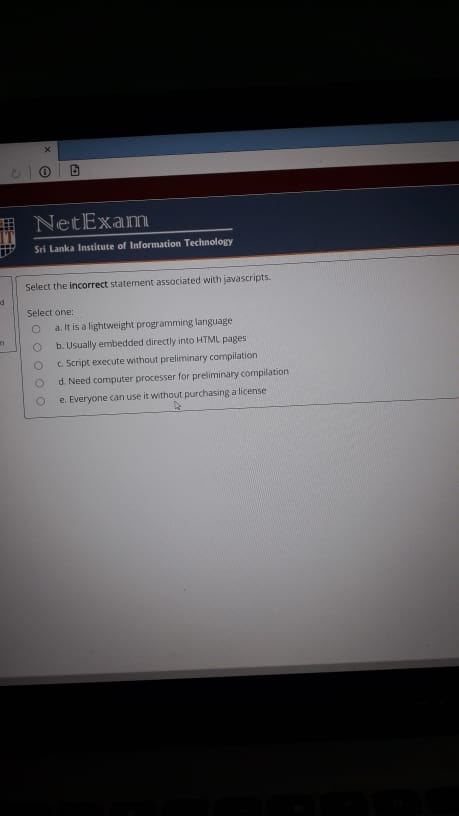 NetExam
Sri Lanka Institute of Information Technology
Select the incorrect statement associated with javascripts.
Select one:
a. It is a lightweight programming language
b. Usually embedded directly into HTML pages
c. Script execute without preliminary compilation
d. Need computer processer for preliminary compilation
e. Everyone can use it without purchasing a license